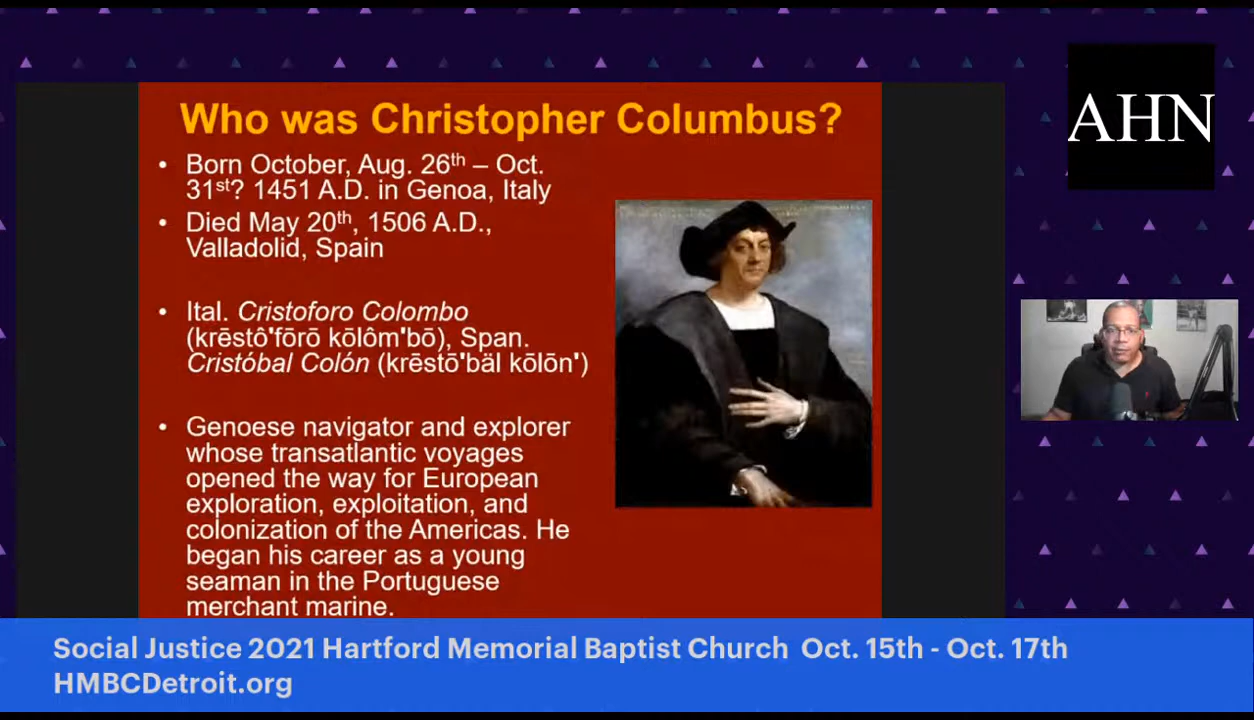 Who was Christopher Columbus?
• Born October, Aug. 26th – Oct.
31st? 1451 A.D. in Genoa, Italy
• Died May 20th, 1506 A.D.,
Valladolid, Spain
• Ital. Cristoforo Colombo
(krēstô'fōrō kōlôm'bō), Span.
Cristóbal Colón (krēstō'bäl kōlōn')
• Genoese navigator and explorer
whose transatlantic voyages
opened the way for European
exploration, exploitation, and
colonization of the Americas. He
began his career as a young
seaman in the Portuguese
merchant marine.
AHN
Social Justice 2021 Hartford Memorial Baptist Church Oct. 15th - Oct. 17th
HMBCDetroit.org